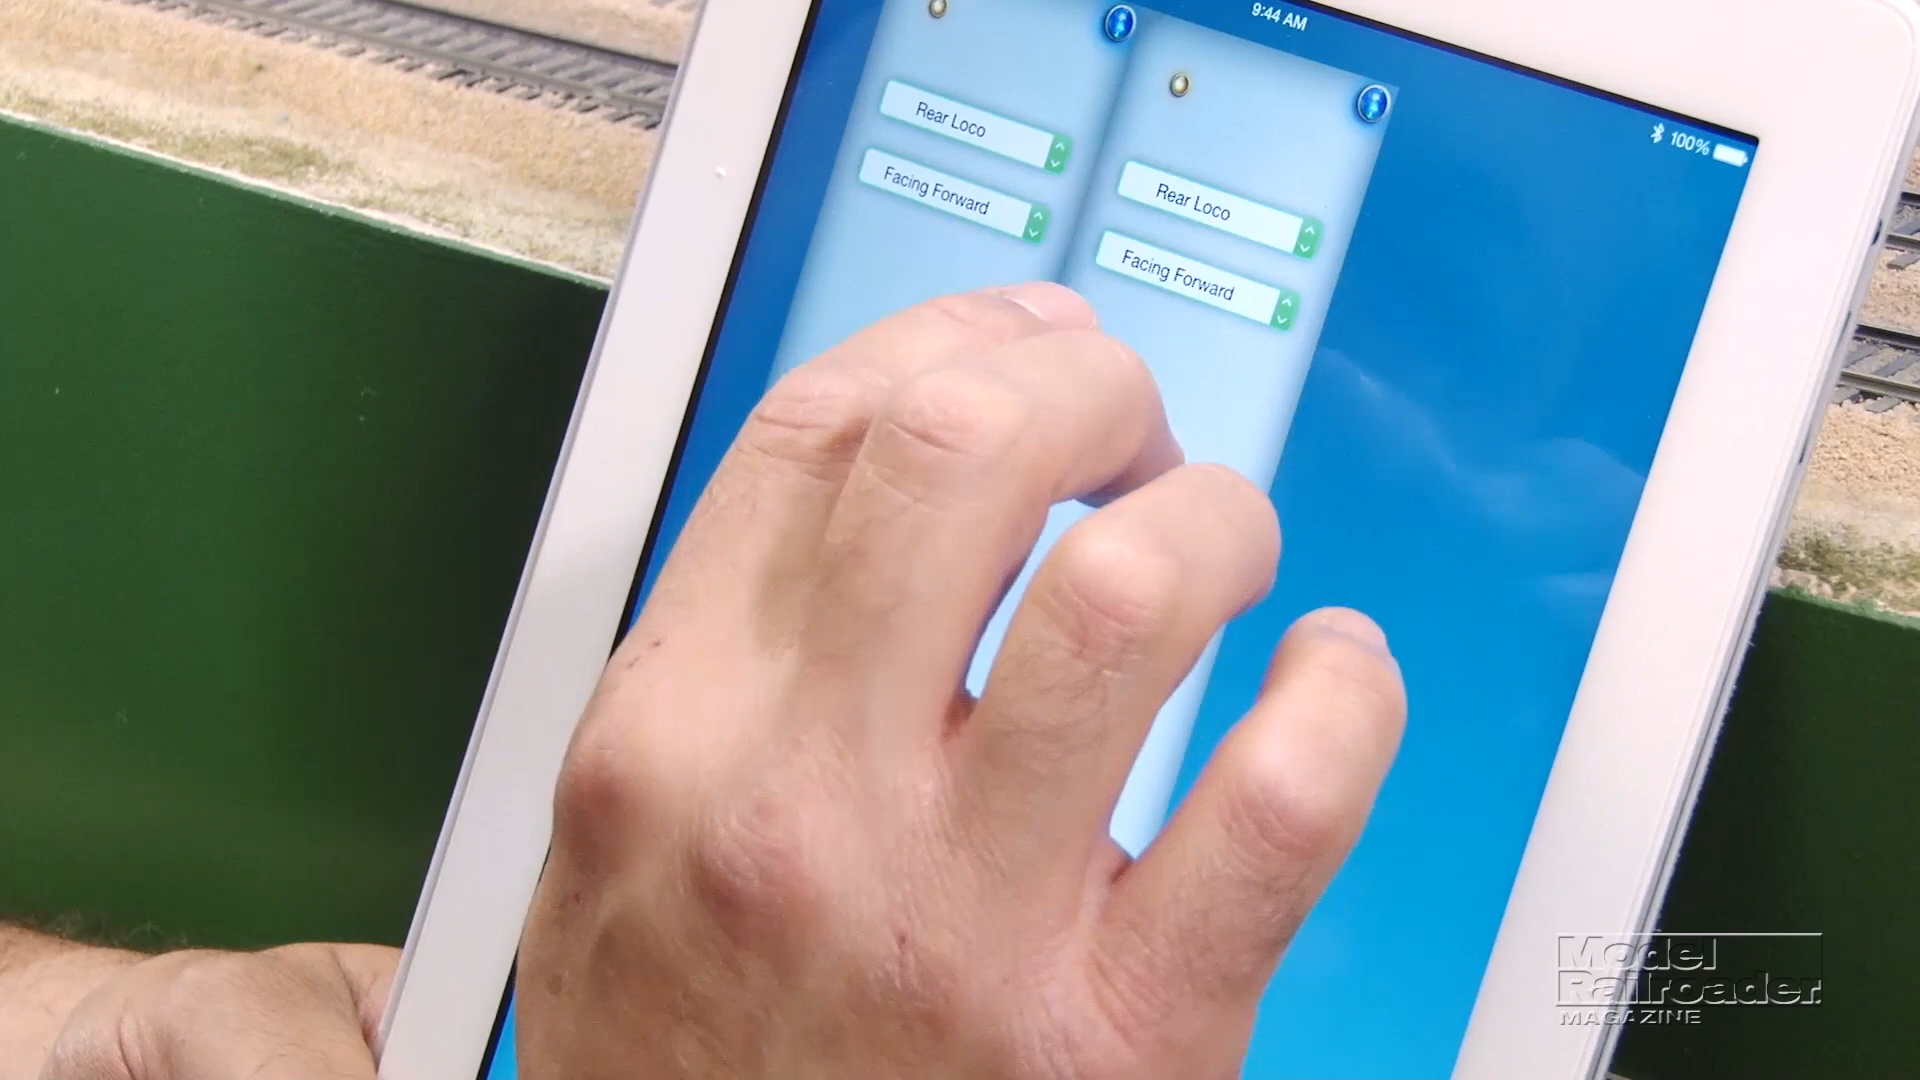 9:44 AM
100%
Rear Loco
Facing Forward
Rear Loco
Facing Forward
Model
Railroader.
MAGAZINE